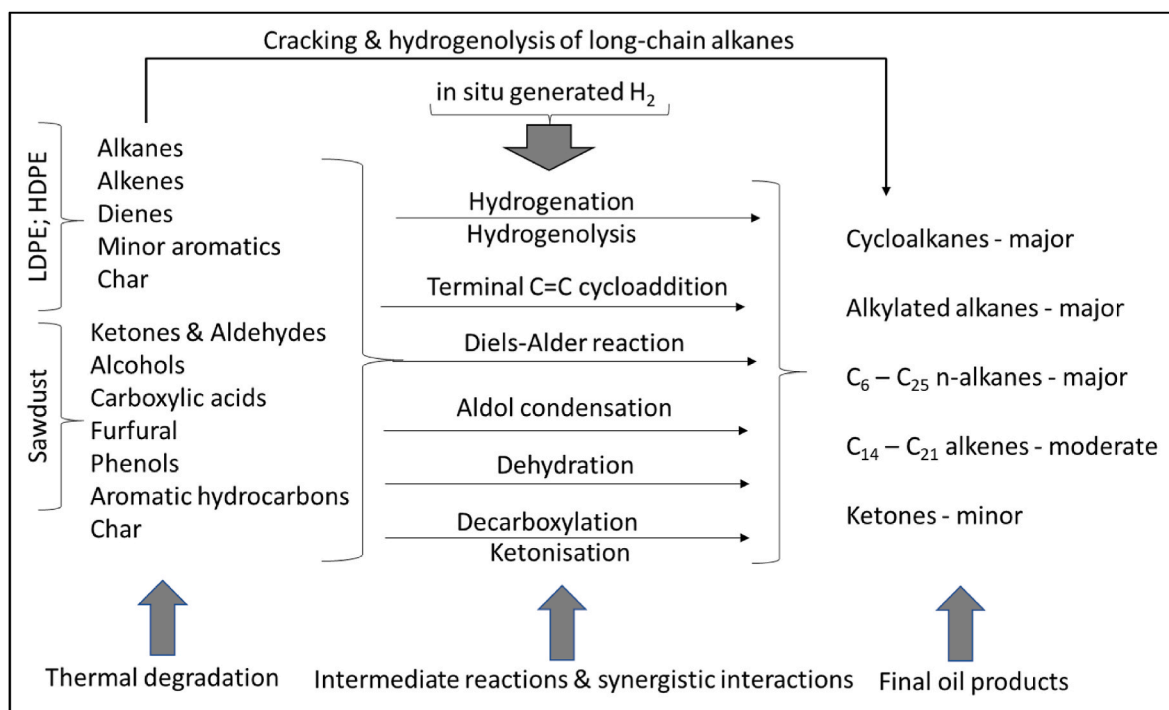 Cracking & hydrogenolysis of long-chain alkanes
in situ generated H₂
LDPE; HDPE
Alkanes
Alkenes
Dienes
Minor aromatics
Char
Sawdust
Ketones & Aldehydes
Alcohols
Carboxylic acids
Furfural
Phenols
Aromatic hydrocarbons
Char
Hydrogenation
Hydrogenolysis
Terminal C=C cycloaddition
Diels-Alder reaction
Aldol condensation
Dehydration
Decarboxylation
Ketonisation
Cycloalkanes - major
Alkylated alkanes - major
C₆ – C₂₅ n-alkanes - major
C₁₄ – C₂₁ alkenes - moderate
Ketones - minor
Thermal degradation
Intermediate reactions & synergistic interactions
Final oil products